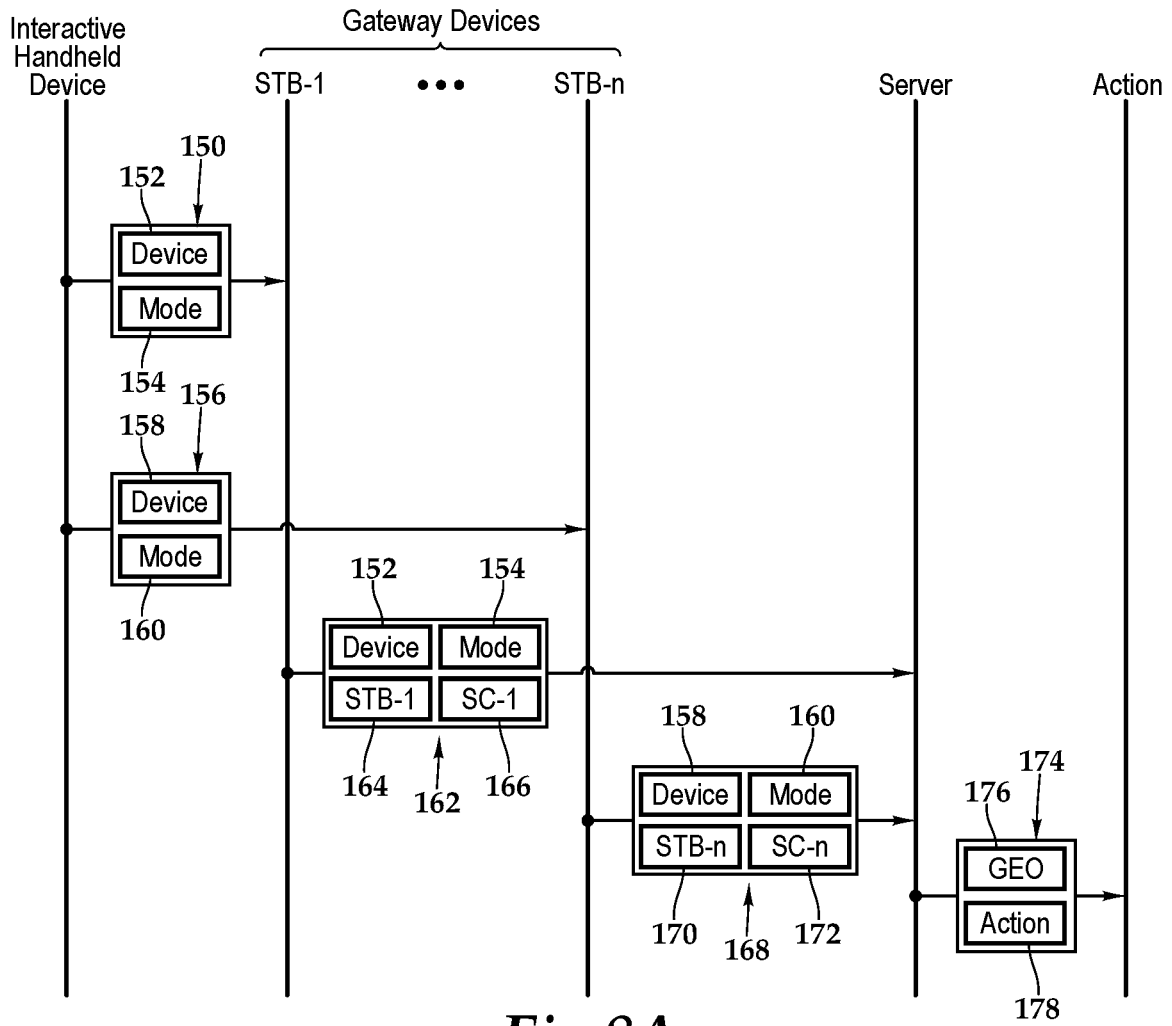 Interactive
Handheld
Device
Gateway Devices
STB-1
•••
STB-n
Server
Action
150
152
Device
Mode
154
156
158
Device
Mode
160
152
154
Device
Mode
STB-1
SC-1
164
162
166
158
160
Device
Mode
STB-n
SC-n
170
168
172
174
176
GEO
Action
178